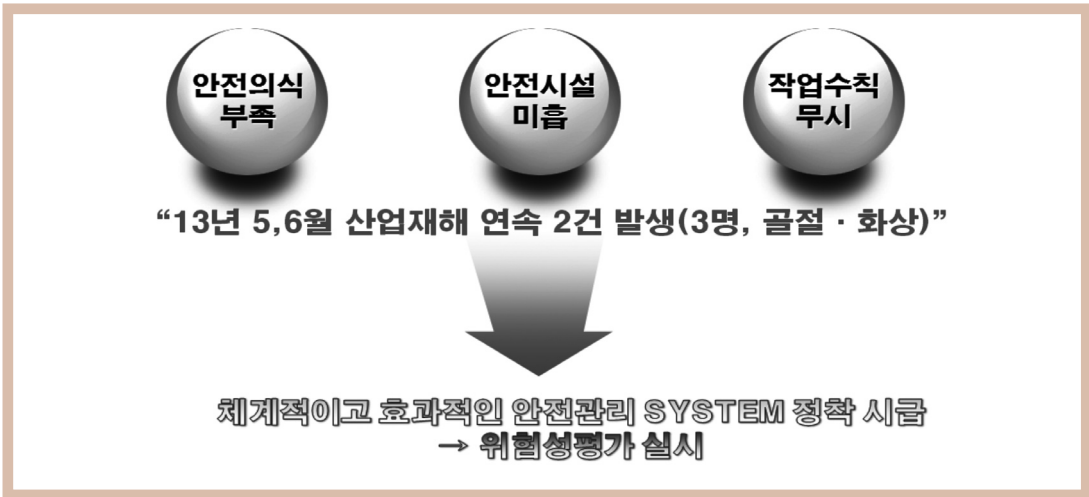 안전의식
부족
안전시설
미흡
작업수칙
무시
“13년 5,6월 산업재해 연속 2건 발생(3명, 골절 · 화상)”
체계적이고 효과적인 안전관리 SYSTEM 정착 시급
→ 위험성평가 실시